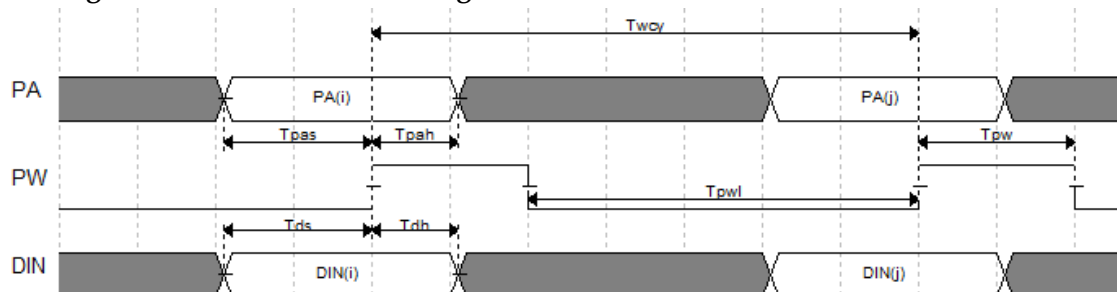 Twcy
PA PA(i) PA(j)
Tpas Tpah Tpw
PW
Tpwl
Tds Tdh
DIN DIN(i) DIN(j)